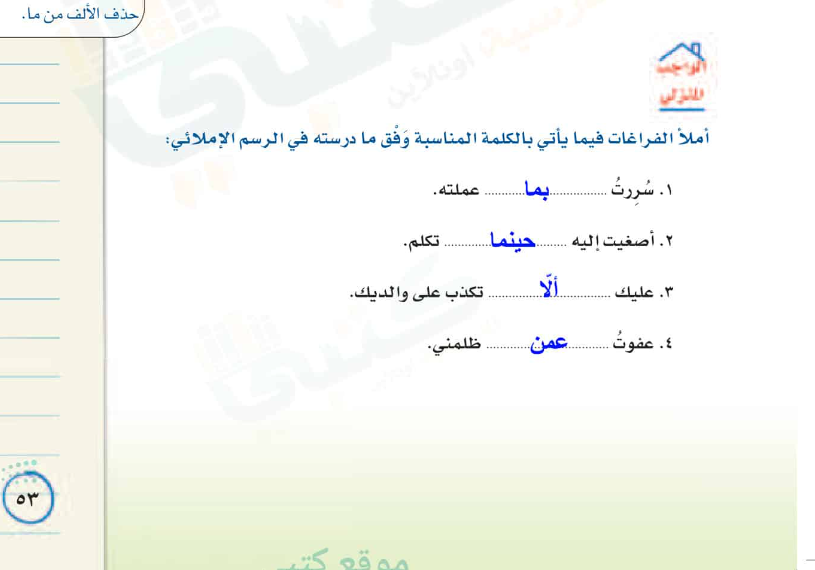 حذف الألف من ما.
الواجب
المنزلي
أملأ الفراغات فيما يأتي بالكلمة المناسبة وَفْق ما درسته في الرسم الإملائي:
١. سُرِرتُ ........... بما ........... عملته.
٢. أصغيت إليه ........... حينما ........... تكلم.
٣. عليك ........... ألّا ........... تكذب على والديك.
٤. عفوتُ ........... عمن ........... ظلمني.
٥٣
موقع كتبي